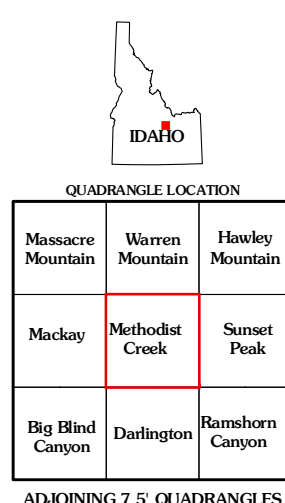 IDAHO
QUADRANGLE LOCATION
Massacre Mountain
Warren Mountain
Hawley Mountain
Mackay
Methodist Creek
Sunset Peak
Big Blind Canyon
Darlington
Ramshorn Canyon
ADJOINING 7.5' QUADRANGLES